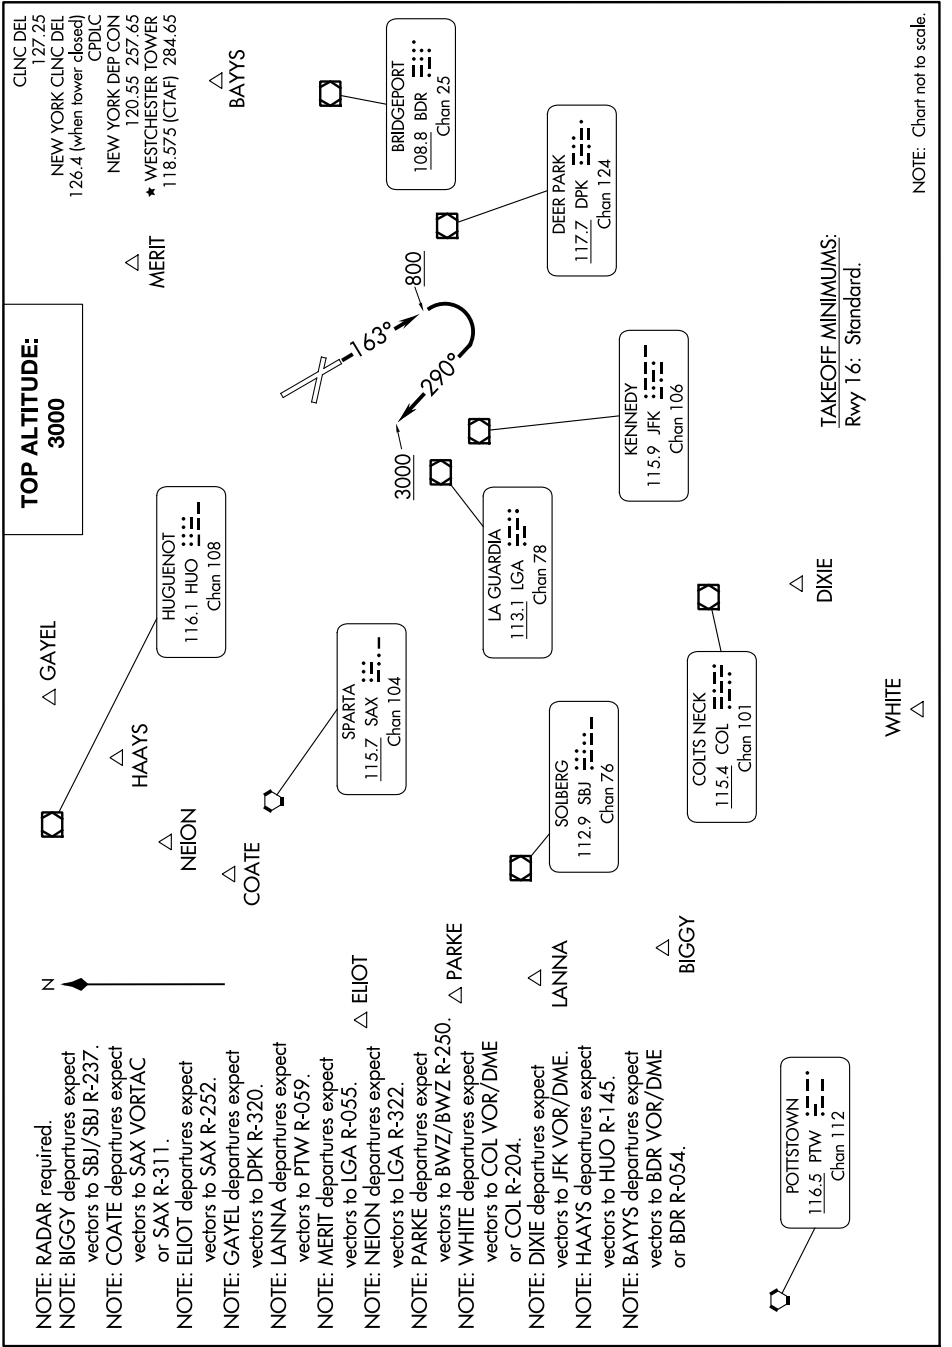 TOP ALTITUDE:
3000
CLNC DEL
127.25
NEW YORK CLNC DEL
126.4 (when tower closed)
CPDLC
NEW YORK DEP CON
120.55 257.65
★ WESTCHESTER TOWER
118.575 (CTAF) 284.65
NOTE: RADAR required.
NOTE: BIGGY departures expect
vectors to SBJ/SBJ R-237.
NOTE: COATE departures expect
vectors to SAX VORTAC
or SAX R-311.
NOTE: ELIOT departures expect
vectors to SAX R-252.
NOTE: GAYEL departures expect
vectors to DPK R-320.
NOTE: LANNA departures expect
vectors to PTW R-059.
NOTE: MERIT departures expect
vectors to LGA R-055.
NOTE: NEION departures expect
vectors to LGA R-322.
NOTE: PARKE departures expect
vectors to BWZ/BWZ R-250.
NOTE: WHITE departures expect
vectors to COL VOR/DME
or COL R-204.
NOTE: DIXIE departures expect
vectors to JFK VOR/DME.
NOTE: HAAYS departures expect
vectors to HUO R-145.
NOTE: BAYYS departures expect
vectors to BDR VOR/DME
or BDR R-054.
N
GAYEL
HAAYS
NEION
COATE
ELIOT
PARKE
LANNA
BIGGY
HUGUENOT
116.1 HUO
Chan 108
SPARTA
115.7 SAX
Chan 104
MERIT
BAYYS
163°
800
290°
3000
BRIDGEPORT
108.8 BDR
Chan 25
DEER PARK
117.7 DPK
Chan 124
KENNEDY
115.9 JFK
Chan 106
LA GUARDIA
113.1 LGA
Chan 78
SOLBERG
112.9 SBJ
Chan 76
COLTS NECK
115.4 COL
Chan 101
DIXIE
WHITE
POTTSTOWN
116.5 PTW
Chan 112
TAKEOFF MINIMUMS:
Rwy 16: Standard.
NOTE: Chart not to scale.